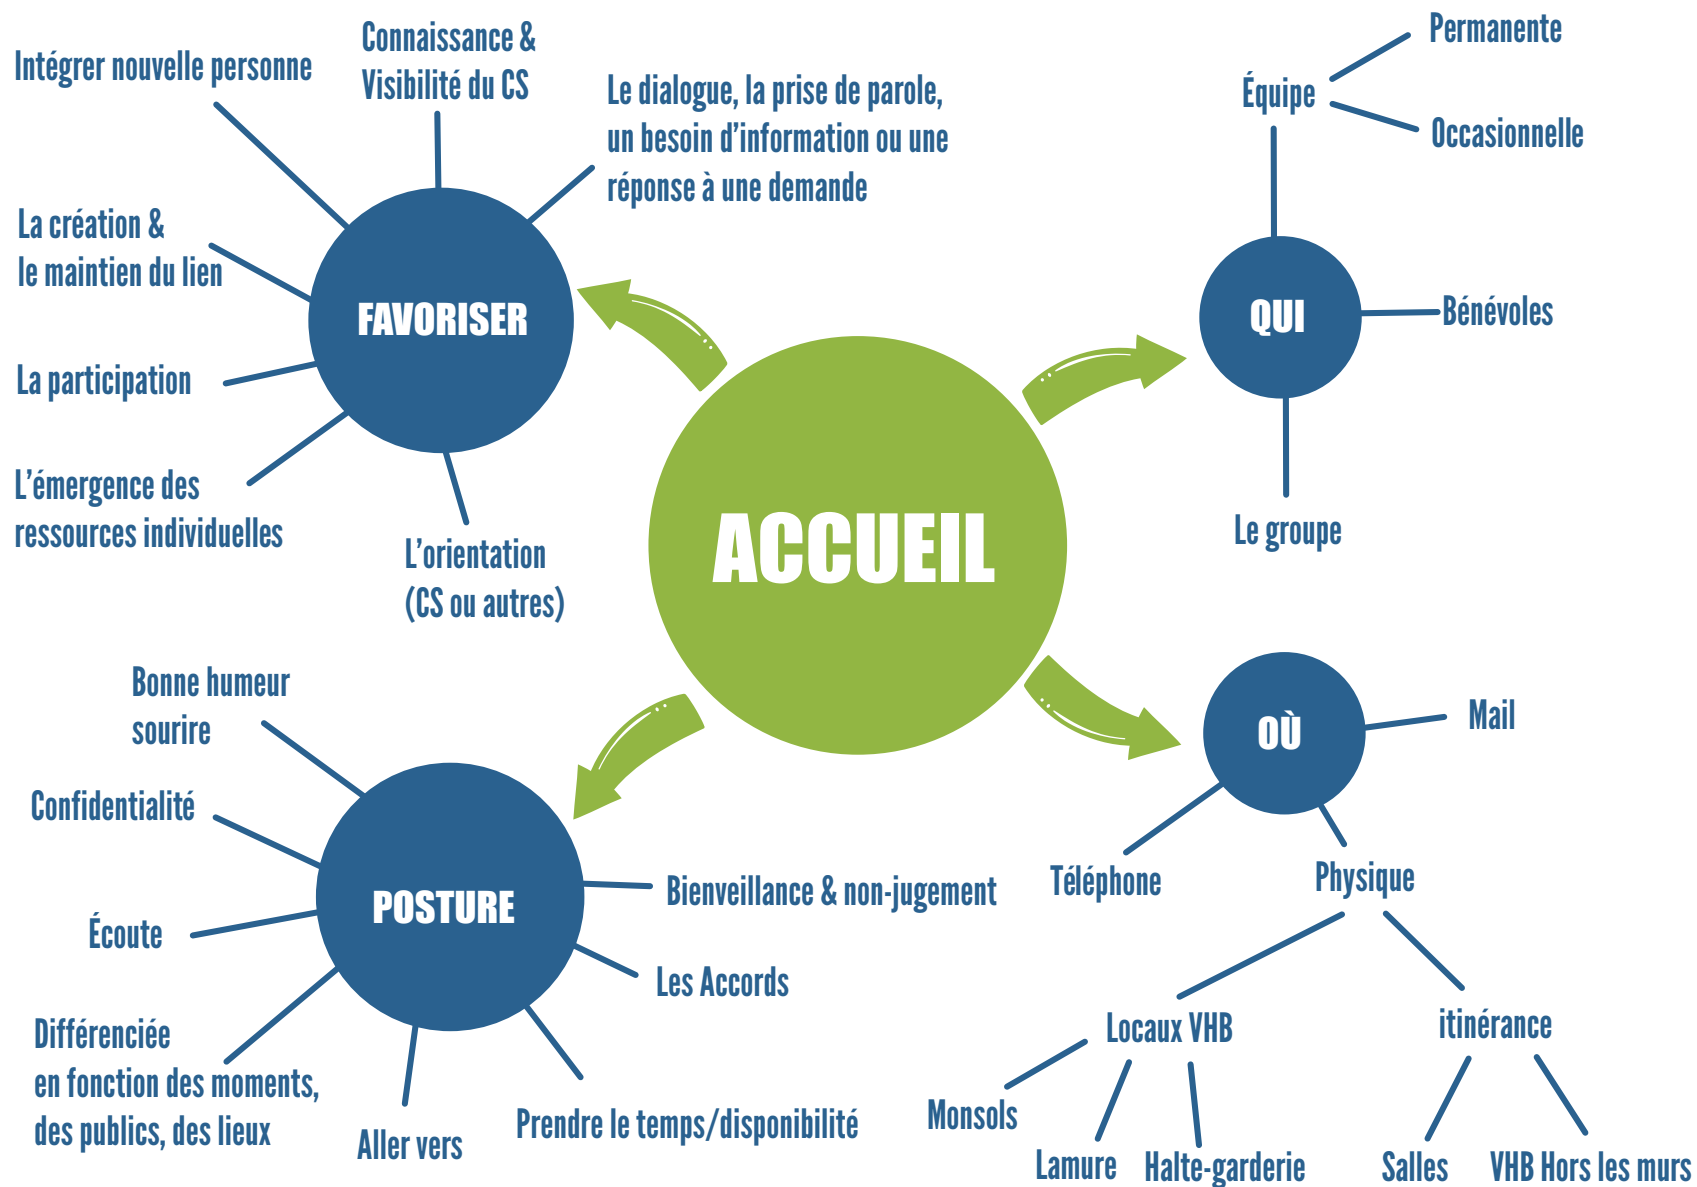 ACCUEIL
FAVORISER
Intégrer nouvelle personne
Connaissance &
Visibilité du CS
Le dialogue, la prise de parole,
un besoin d'information ou une
réponse à une demande
La création &
le maintien du lien
La participation
L'émergence des
ressources individuelles
L'orientation
(CS ou autres)
QUI
Équipe
Permanente
Occasionnelle
Bénévoles
Le groupe
POSTURE
Bonne humeur
sourire
Confidentialité
Écoute
Différenciée
en fonction des moments,
des publics, des lieux
Aller vers
Prendre le temps/disponibilité
Les Accords
Bienveillance & non-jugement
OÙ
Mail
Téléphone
Physique
Locaux VHB
Monsols
Lamure
Halte-garderie
itinérance
Salles
VHB Hors les murs